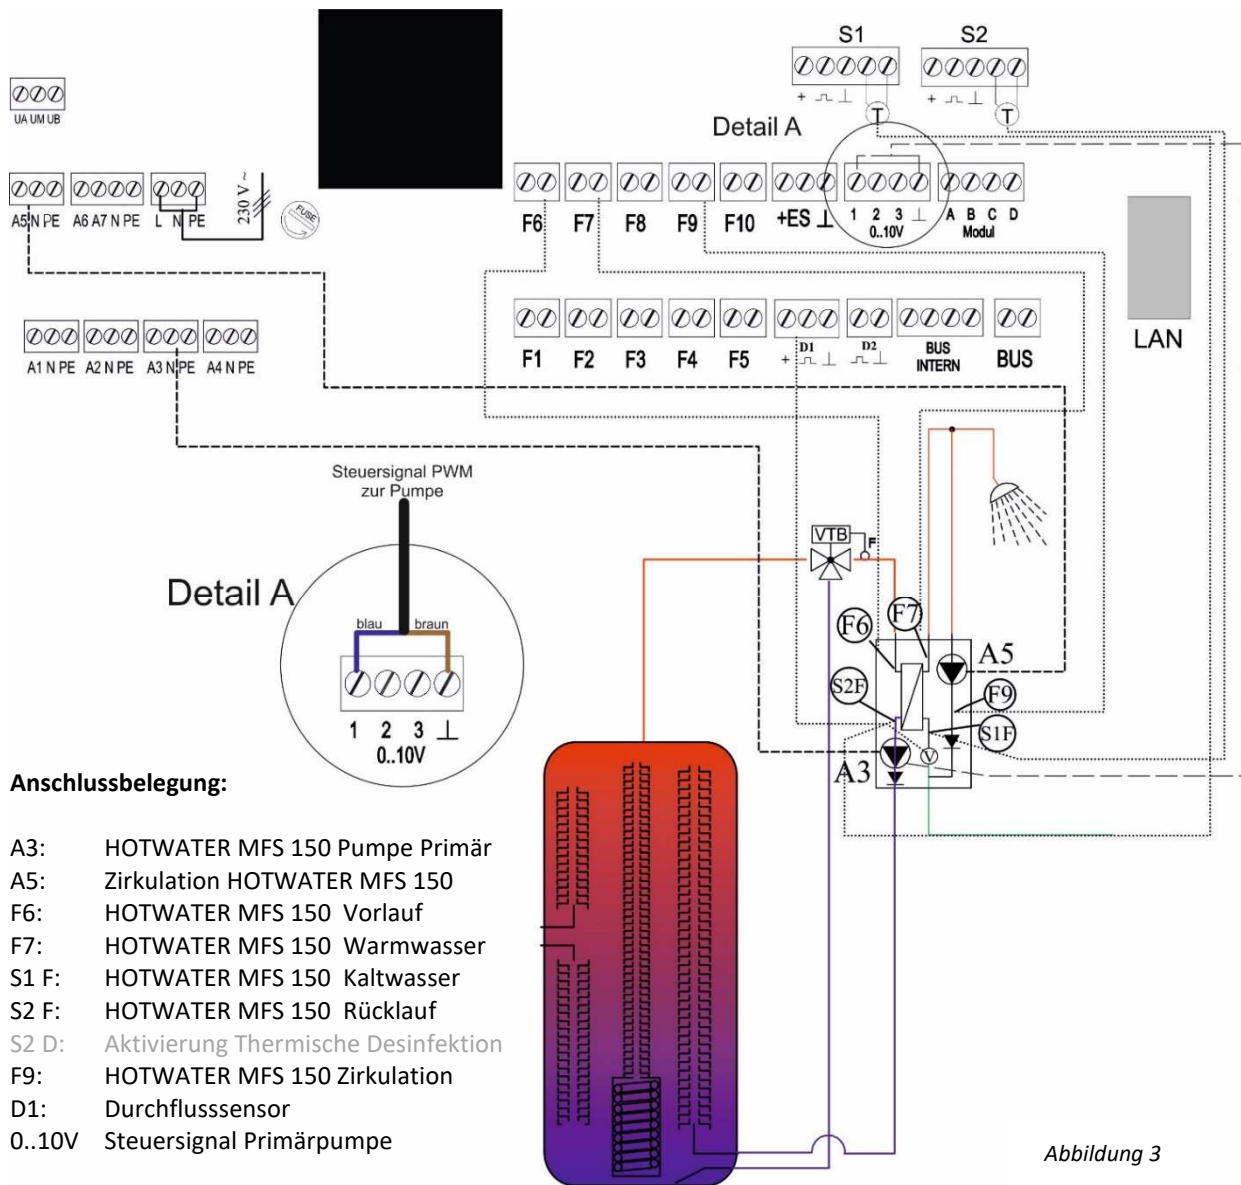 S1 S2
+ ⎍ ⊥ + ⎍ ⊥
T T
UA UM UB
Detail A
A5 N PE A6 A7 N PE L N PE
230 V ~
FUSE
F6 F7 F8 F9 F10 +ES ⊥ 1 2 3 ⊥ A B C D
0..10V Modul
LAN
A1 N PE A2 N PE A3 N PE A4 N PE
F1 F2 F3 F4 F5 + D1 ⎍ ⊥ D2 ⎍ ⊥ BUS INTERN BUS
Steuersignal PWM
zur Pumpe
Detail A
blau braun
1 2 3 ⊥
0..10V
VTB F
F6 F7
A5
S2F F9
S1F
V
A3
Anschlussbelegung:
A3: HOTWATER MFS 150 Pumpe Primär
A5: Zirkulation HOTWATER MFS 150
F6: HOTWATER MFS 150 Vorlauf
F7: HOTWATER MFS 150 Warmwasser
S1 F: HOTWATER MFS 150 Kaltwasser
S2 F: HOTWATER MFS 150 Rücklauf
S2 D: Aktivierung Thermische Desinfektion
F9: HOTWATER MFS 150 Zirkulation
D1: Durchflusssensor
0..10V Steuersignal Primärpumpe
Abbildung 3